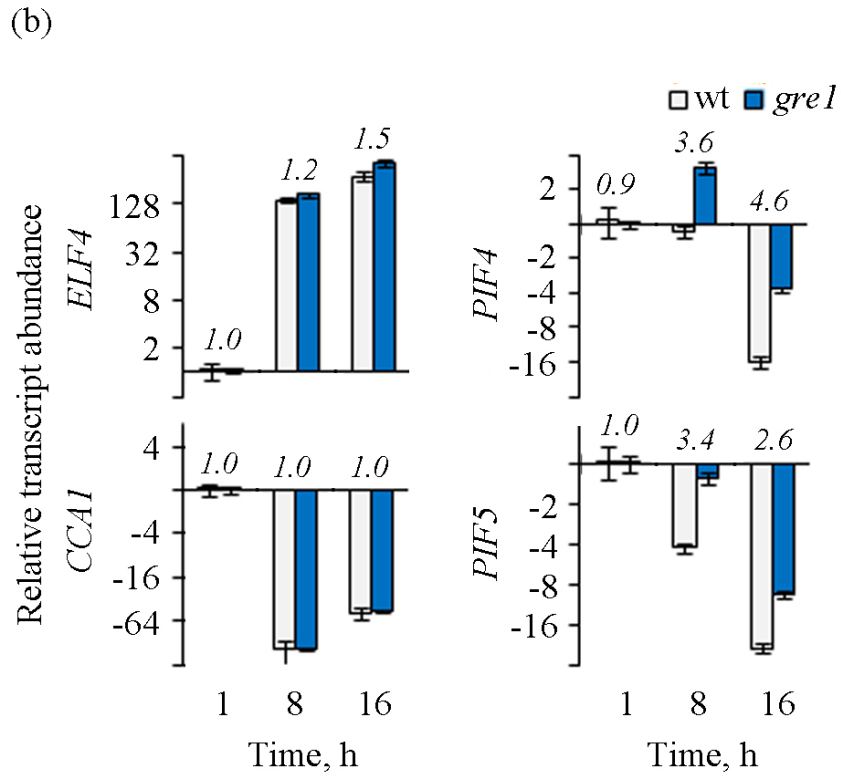 (b)
wt gre1
Relative transcript abundance
ELF4
128
32
8
2
1.0
1.2
1.5
PIF4
2
-2
-4
-8
-16
0.9
3.6
4.6
CCA1
4
-4
-16
-64
1.0
1.0
1.0
PIF5
-2
-4
-8
-16
1.0
3.4
2.6
1 8 16
Time, h
1 8 16
Time, h